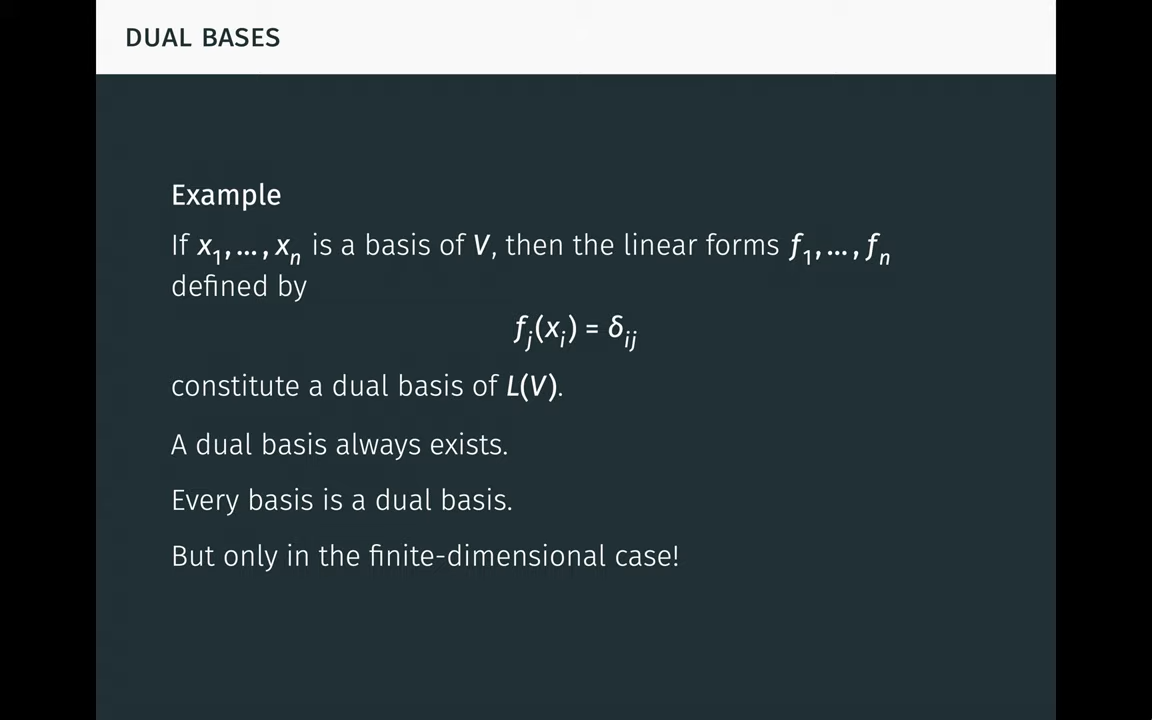 DUAL BASES
Example
If x₁,…,xₙ is a basis of V, then the linear forms f₁,…,fₙ
defined by
fⱼ(xᵢ) = δᵢⱼ
constitute a dual basis of L(V).
A dual basis always exists.
Every basis is a dual basis.
But only in the finite-dimensional case!